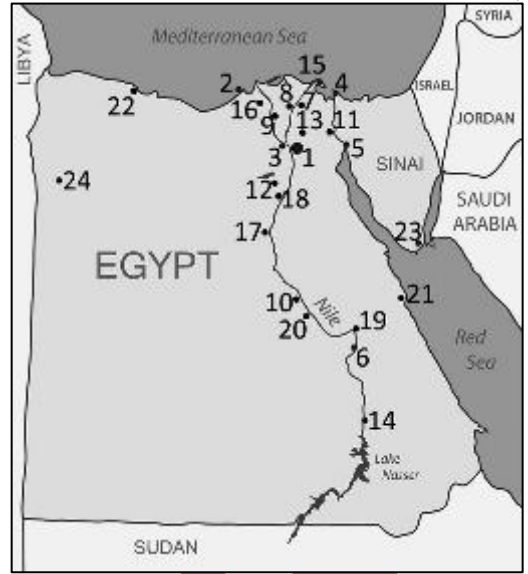 SYRIA
LIBYA
Mediterranean Sea
15
2
8
4
ISRAEL
22
16
9
13
11
JORDAN
3
1
5
SINAI
24
12
18
SAUDI
ARABIA
17
23
EGYPT
10
Nile
21
20
19
Red
Sea
6
14
Lake
Nasser
SUDAN